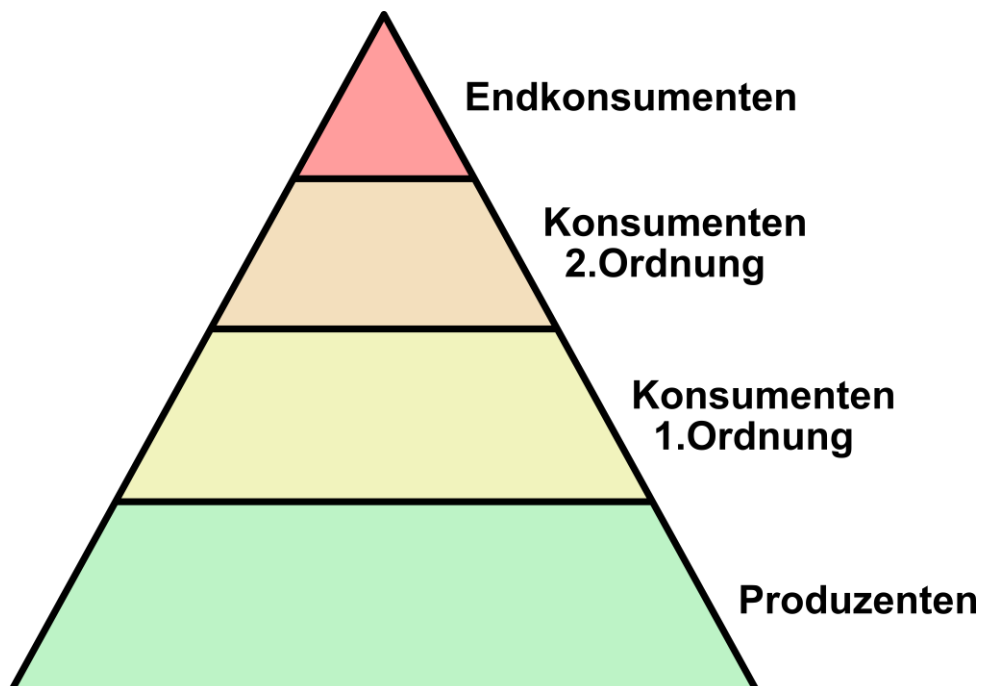 Endkonsumenten
Konsumenten
2.Ordnung
Konsumenten
1.Ordnung
Produzenten